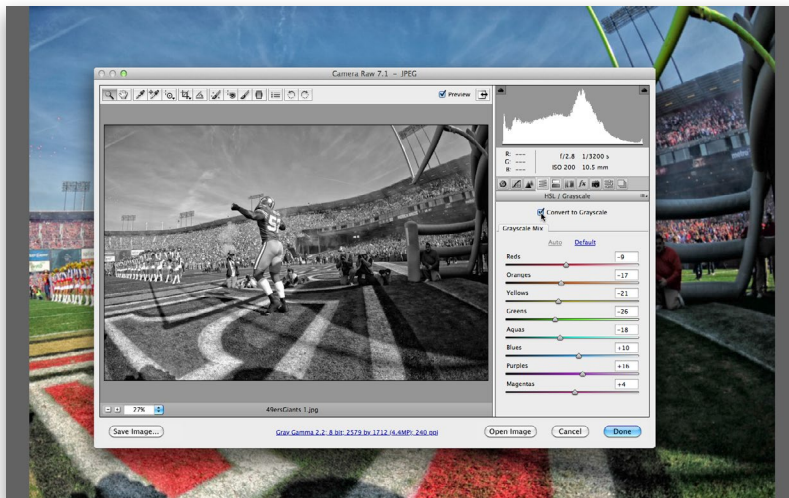 Camera Raw 7.1 – JPEG
Preview
R: ---
G: ---
B: ---
f/2.8 1/3200 s
ISO 200 10.5 mm
fx
HSL / Grayscale
Convert to Grayscale
Grayscale Mix
Auto Default
Reds -9
Oranges -17
Yellows -21
Greens -26
Aquas -18
Blues +10
Purples +16
Magentas +4
27%
49ersGiants 1.jpg
Save Image...
Gray Gamma 2.2; 8 bit; 2579 by 1712 (4.4MP); 240 ppi
Open Image
Cancel
Done